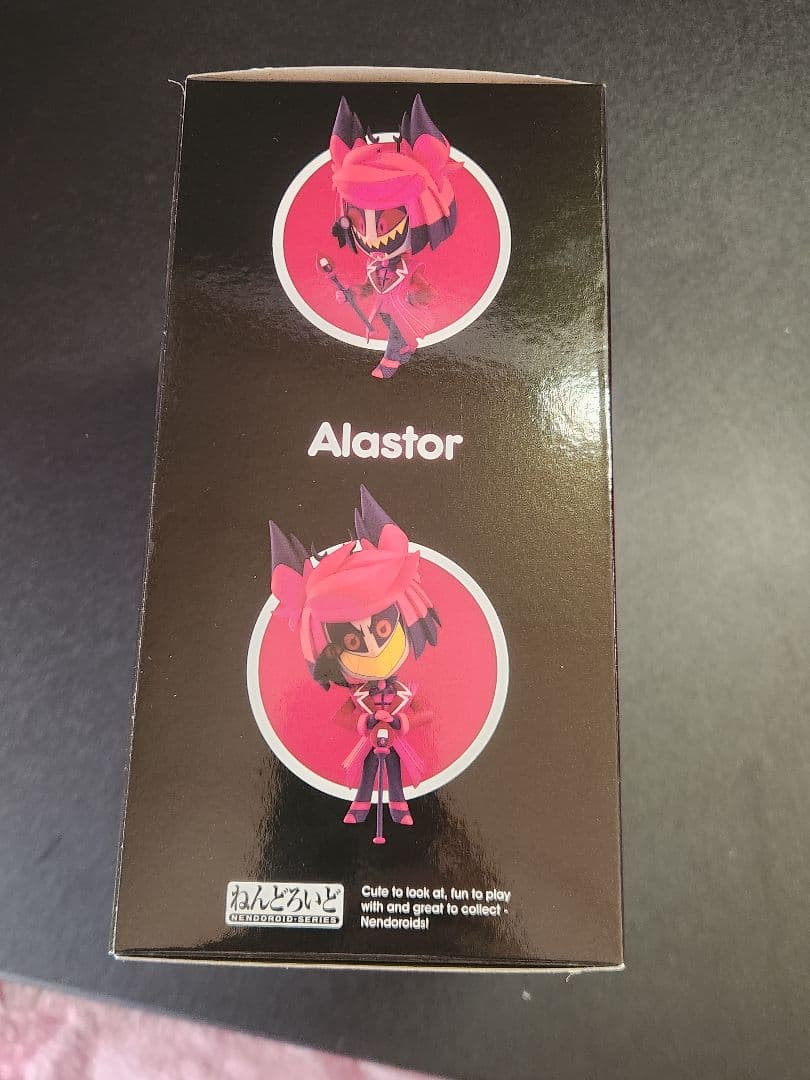 Alastor
ねんどろいど
NENDOROID・SERIES
Cute to look at, fun to play
with and great to collect -
Nendoroids!